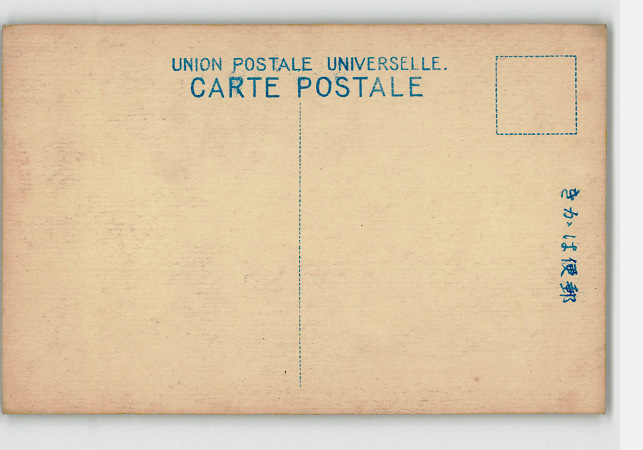 UNION POSTALE UNIVERSELLE.
CARTE POSTALE
きかは便郵